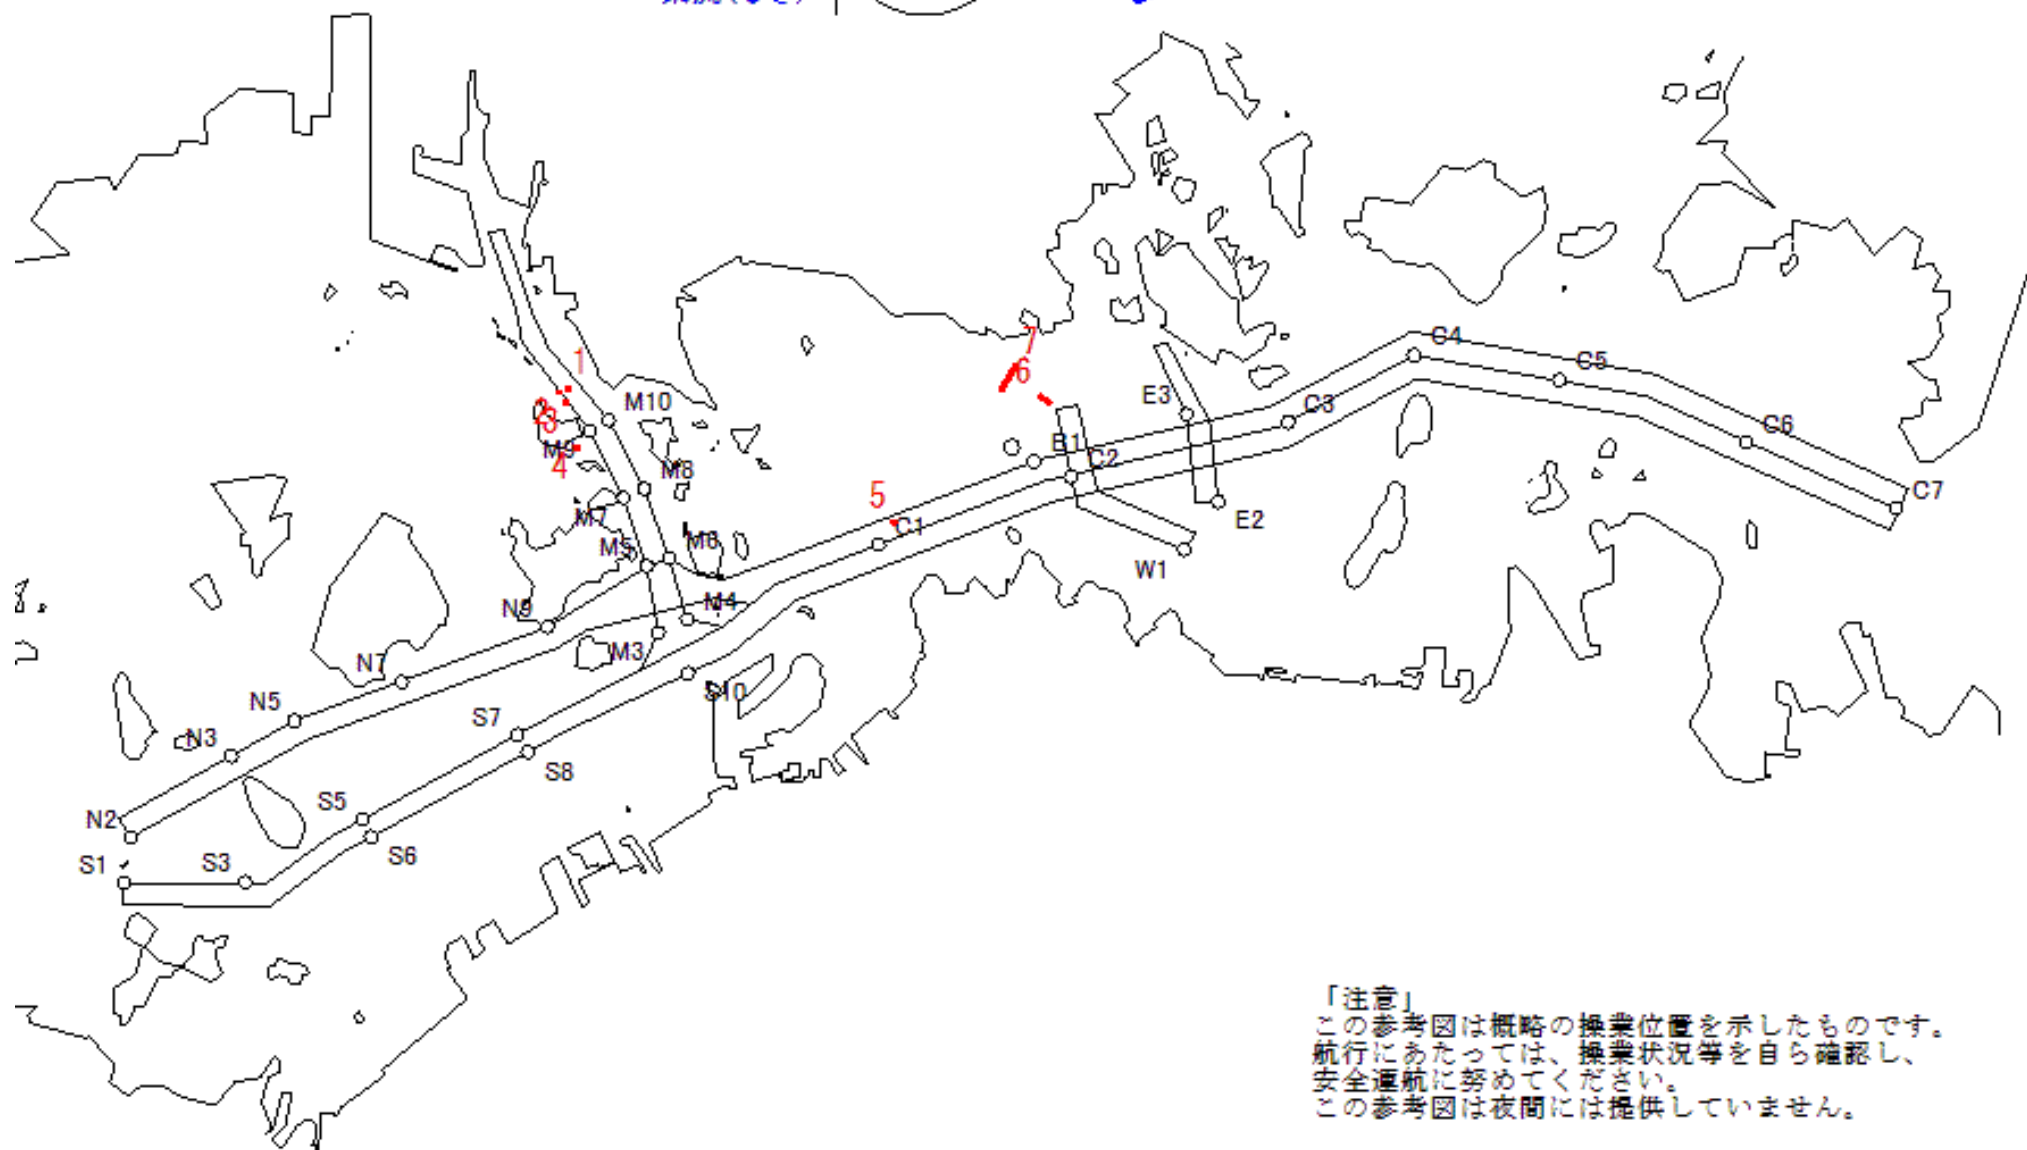 7
C4
1
6
C5
E3
M10
2
3
C3
B1
C6
M9
C2
4
M8
5
C7
M7
C1
E2
M5
M6
W1
N9
M4
M3
N7
S10
N5
S7
N3
S8
S5
N2
S6
S1
S3
「注意」
この参考図は概略の操業位置を示したものです。
航行にあたっては、操業状況等を自ら確認し、
安全運航に努めてください。
この参考図は夜間には提供していません。